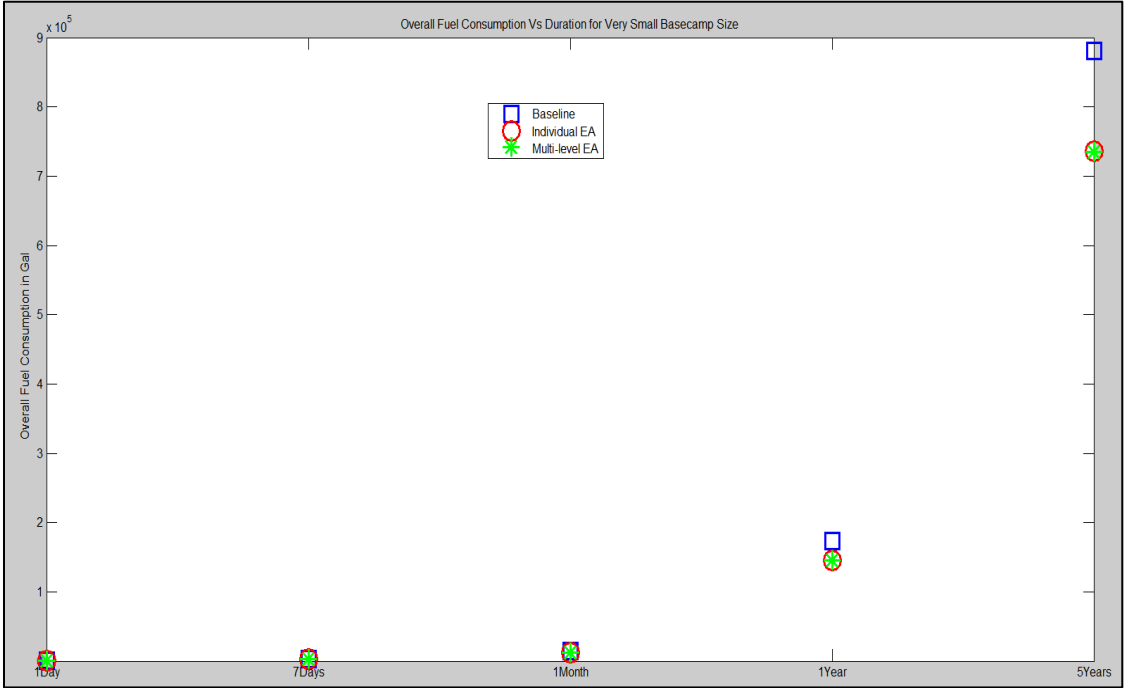 Overall Fuel Consumption Vs Duration for Very Small Basecamp Size
x 10^5
9
8
7
6
5
4
3
2
1
Overall Fuel Consumption in Gal
Baseline
Individual EA
Multi-level EA
1Day 7Days 1Month 1Year 5Years